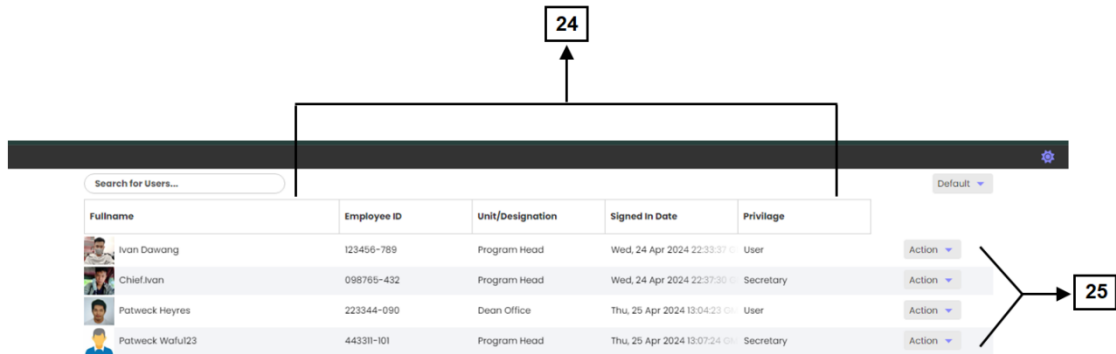 24
Search for Users...
Default
Fullname Employee ID Unit/Designation Signed In Date Privilage
Ivan Dawang 123456-789 Program Head Wed, 24 Apr 2024 22:33:37 User Action
Chief.Ivan 098765-432 Program Head Wed, 24 Apr 2024 22:37:30 Secretary Action
25
Patweck Heyres 223344-090 Dean Office Thu, 25 Apr 2024 13:04:23 User Action
Patweck Waful123 443311-101 Program Head Thu, 25 Apr 2024 13:07:24 Secretary Action